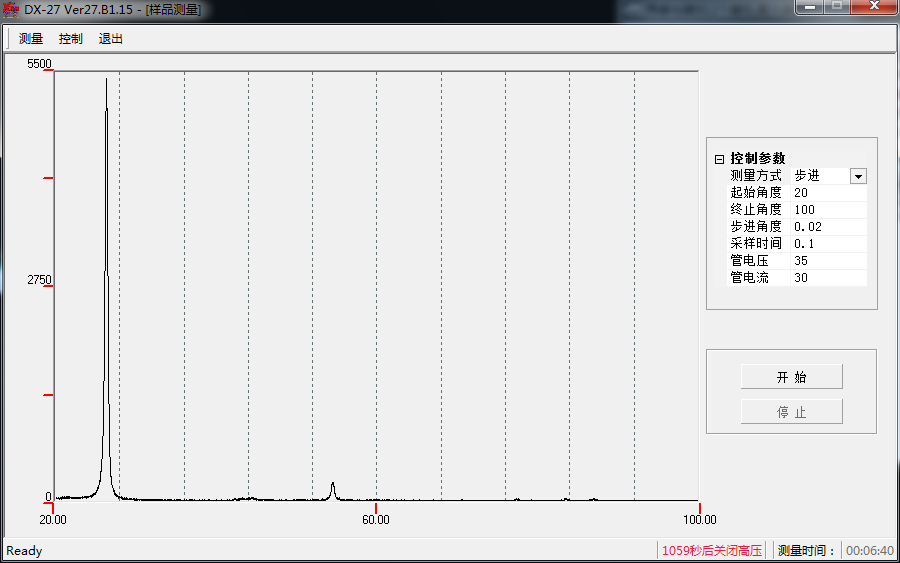 DX-27 Ver27.B1.15 - [样品测量]
测量 控制 退出
5500
2750
0
20.00 60.00 100.00
控制参数
测量方式 步进
起始角度 20
终止角度 100
步进角度 0.02
采样时间 0.1
管电压 35
管电流 30
开 始
停 止
Ready 1059秒后关闭高压 测量时间： 00:06:40